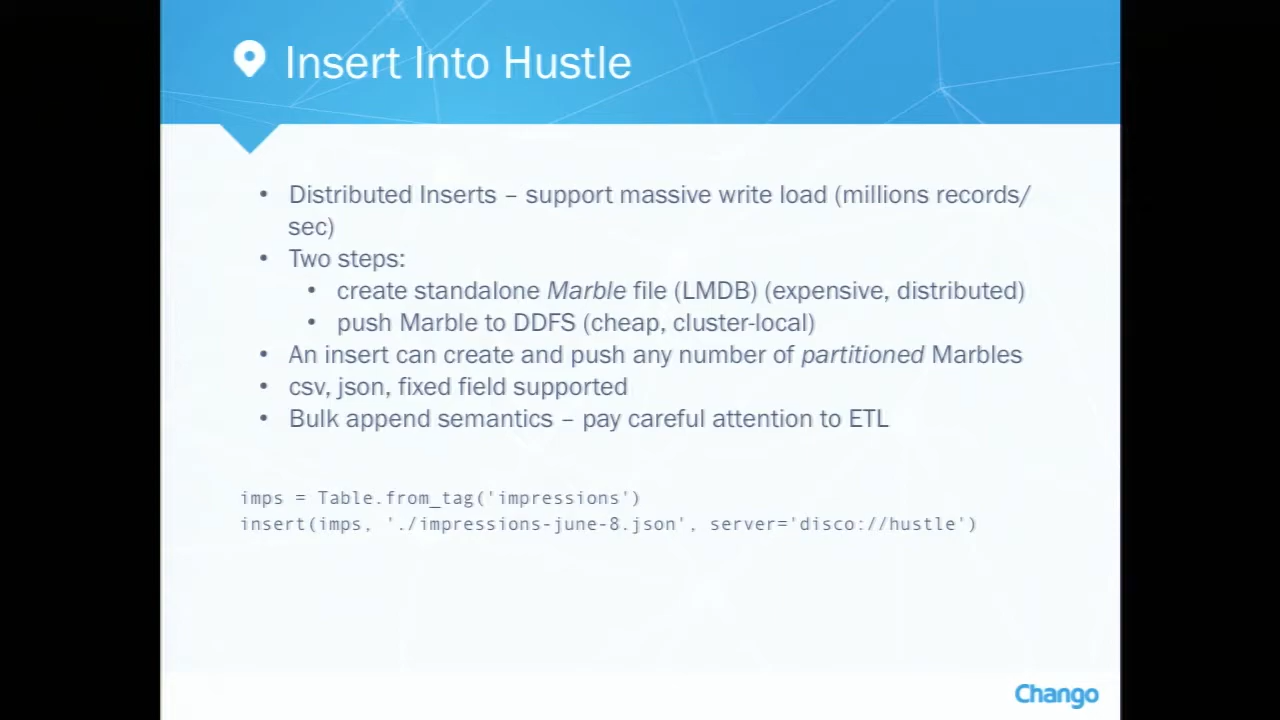 Insert Into Hustle
• Distributed Inserts – support massive write load (millions records/
sec)
• Two steps:
• create standalone Marble file (LMDB) (expensive, distributed)
• push Marble to DDFS (cheap, cluster-local)
• An insert can create and push any number of partitioned Marbles
• csv, json, fixed field supported
• Bulk append semantics – pay careful attention to ETL
imps = Table.from_tag('impressions')
insert(imps, './impressions-june-8.json', server='disco://hustle')
Chango